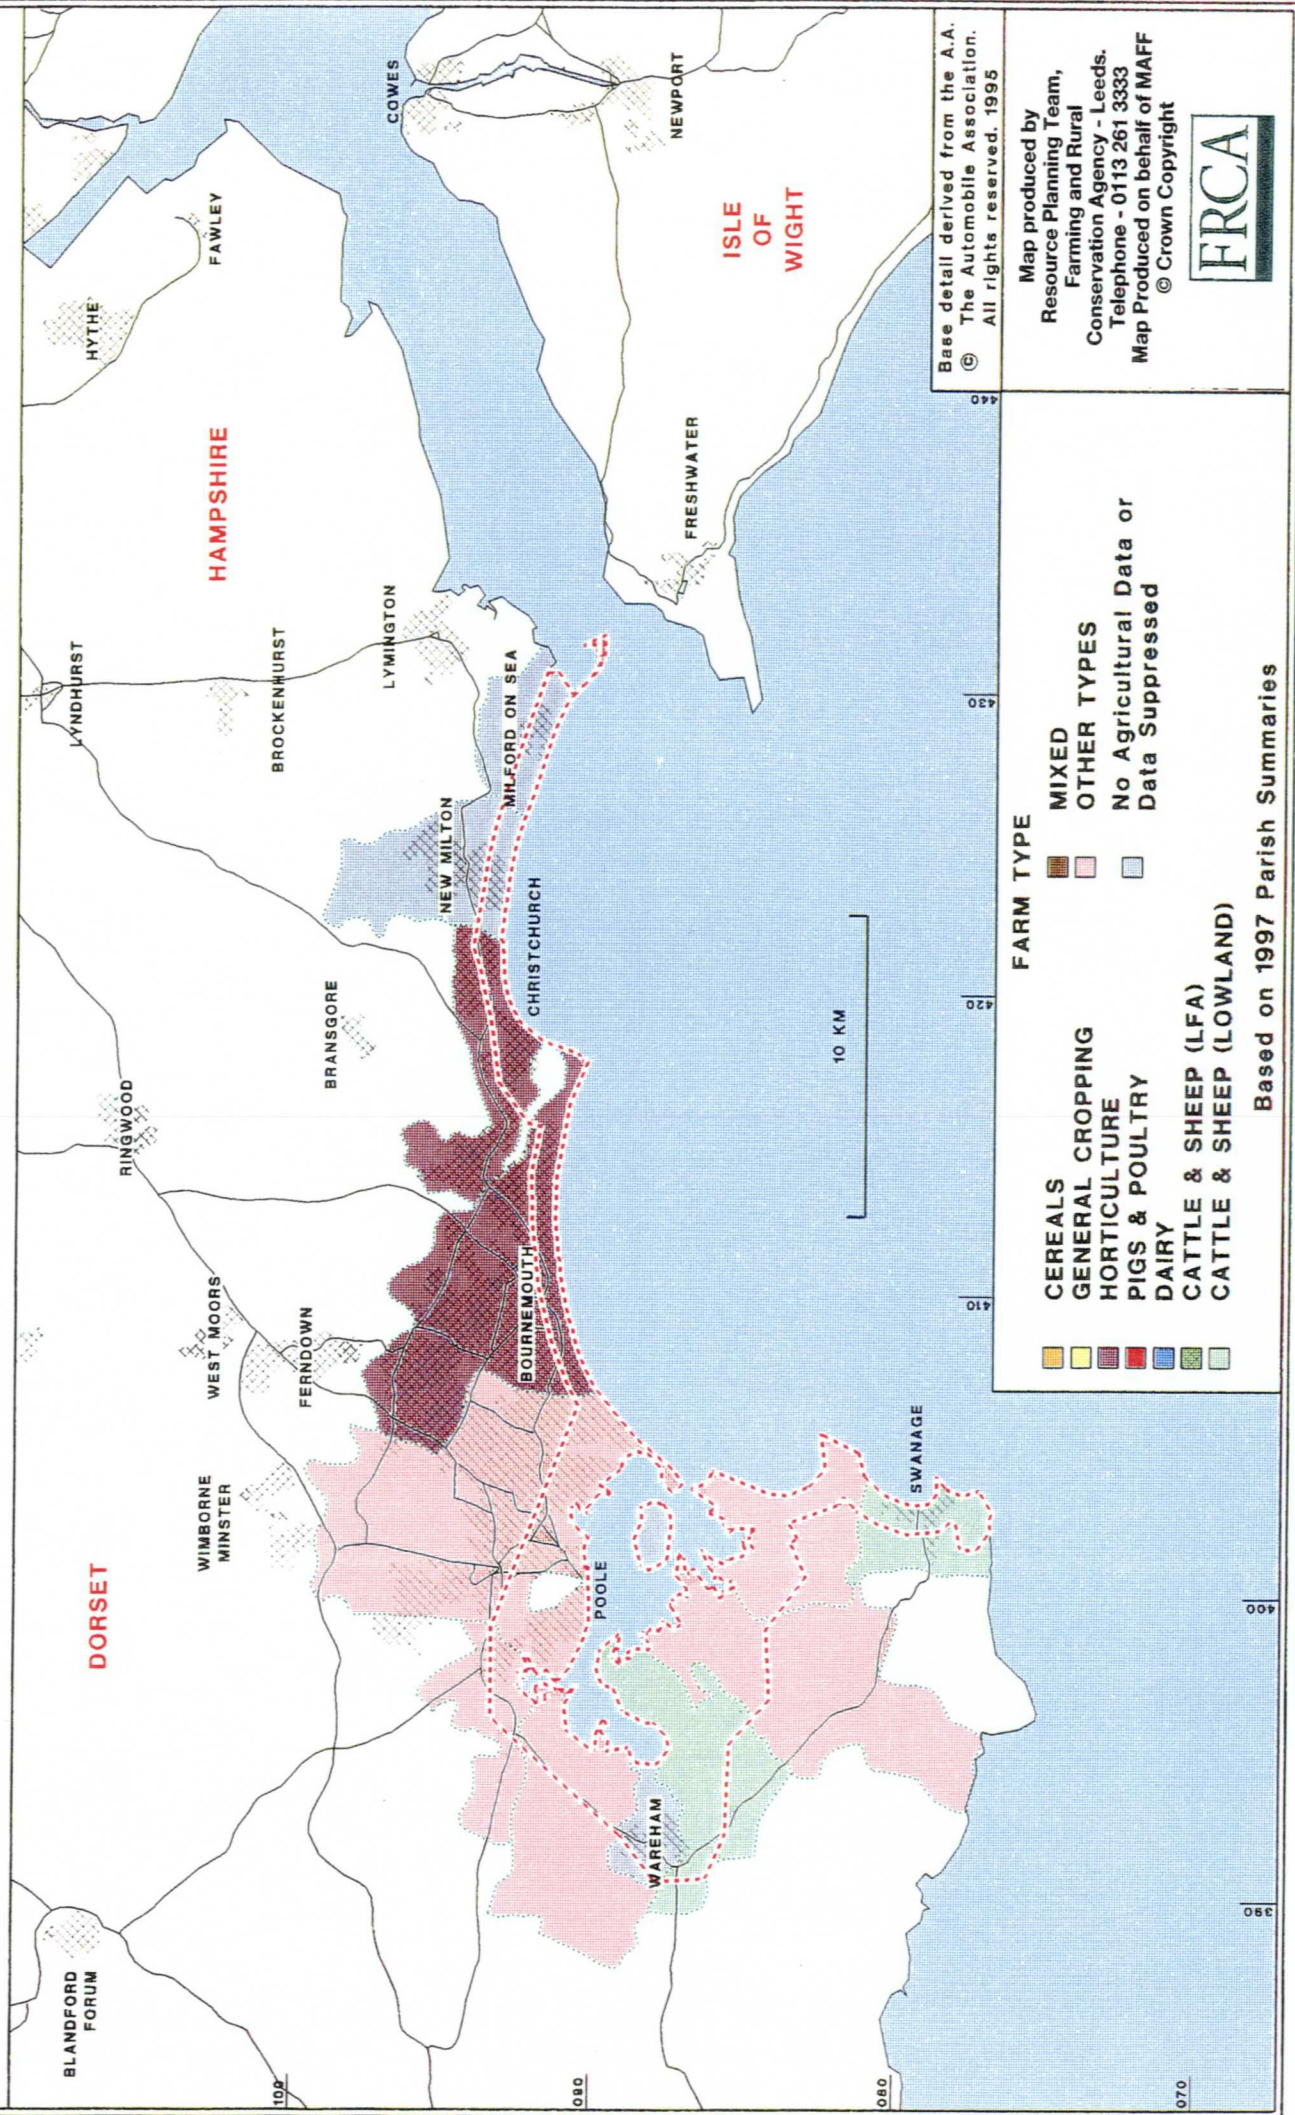 DORSET
HAMPSHIRE
ISLE
OF
WIGHT
BLANDFORD
FORUM
WIMBORNE
MINSTER
WEST MOORS
FERNDOWN
RINGWOOD
BRANSGORE
LYNDHURST
BROCKENHURST
LYMINGTON
HYTHE
FAWLEY
COWES
NEWPORT
FRESHWATER
NEW MILTON
MILFORD ON SEA
CHRISTCHURCH
BOURNEMOUTH
POOLE
WAREHAM
SWANAGE
100
090
080
070
390
400
410
420
430
440
10 KM
FARM TYPE
CEREALS
GENERAL CROPPING
HORTICULTURE
PIGS & POULTRY
DAIRY
CATTLE & SHEEP (LFA)
CATTLE & SHEEP (LOWLAND)
MIXED
OTHER TYPES
No Agricultural Data or
Data Suppressed
Based on 1997 Parish Summaries
Base detail derived from the A.A.
© The Automobile Association.
All rights reserved. 1995
Map produced by
Resource Planning Team,
Farming and Rural
Conservation Agency - Leeds.
Telephone - 0113 261 3333
Map Produced on behalf of MAFF
© Crown Copyright
FRCA